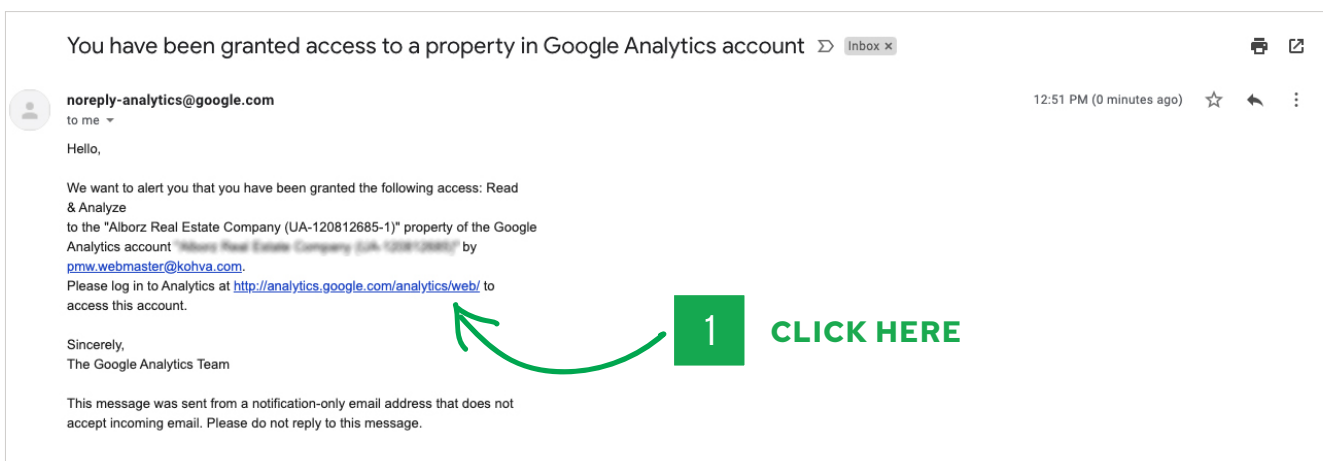 You have been granted access to a property in Google Analytics account Inbox ×
noreply-analytics@google.com 12:51 PM (0 minutes ago)
to me
Hello,
We want to alert you that you have been granted the following access: Read
& Analyze
to the "Alborz Real Estate Company (UA-120812685-1)" property of the Google
Analytics account by
pmw.webmaster@kohva.com.
Please log in to Analytics at http://analytics.google.com/analytics/web/ to
access this account.
1 CLICK HERE
Sincerely,
The Google Analytics Team
This message was sent from a notification-only email address that does not
accept incoming email. Please do not reply to this message.